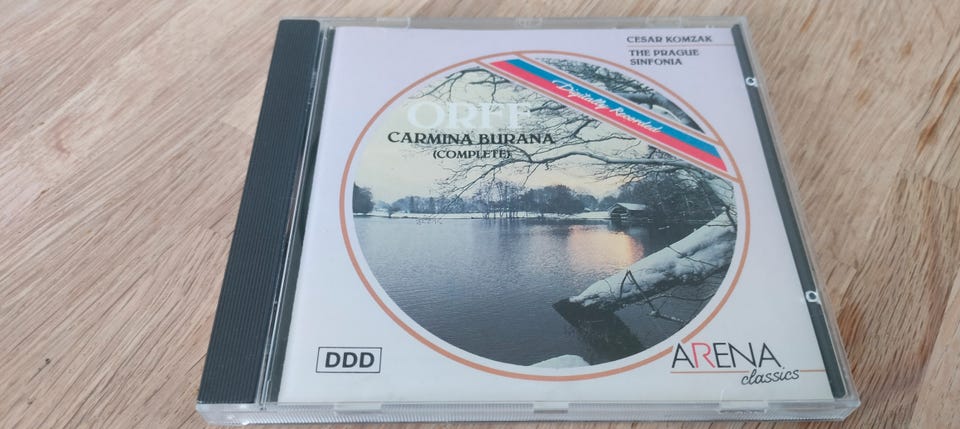 CESAR KOMZAK
THE PRAGUE
SINFONIA
Digitally Recorded
ORFF
CARMINA BURANA
(COMPLETE)
DDD
ARENA
classics